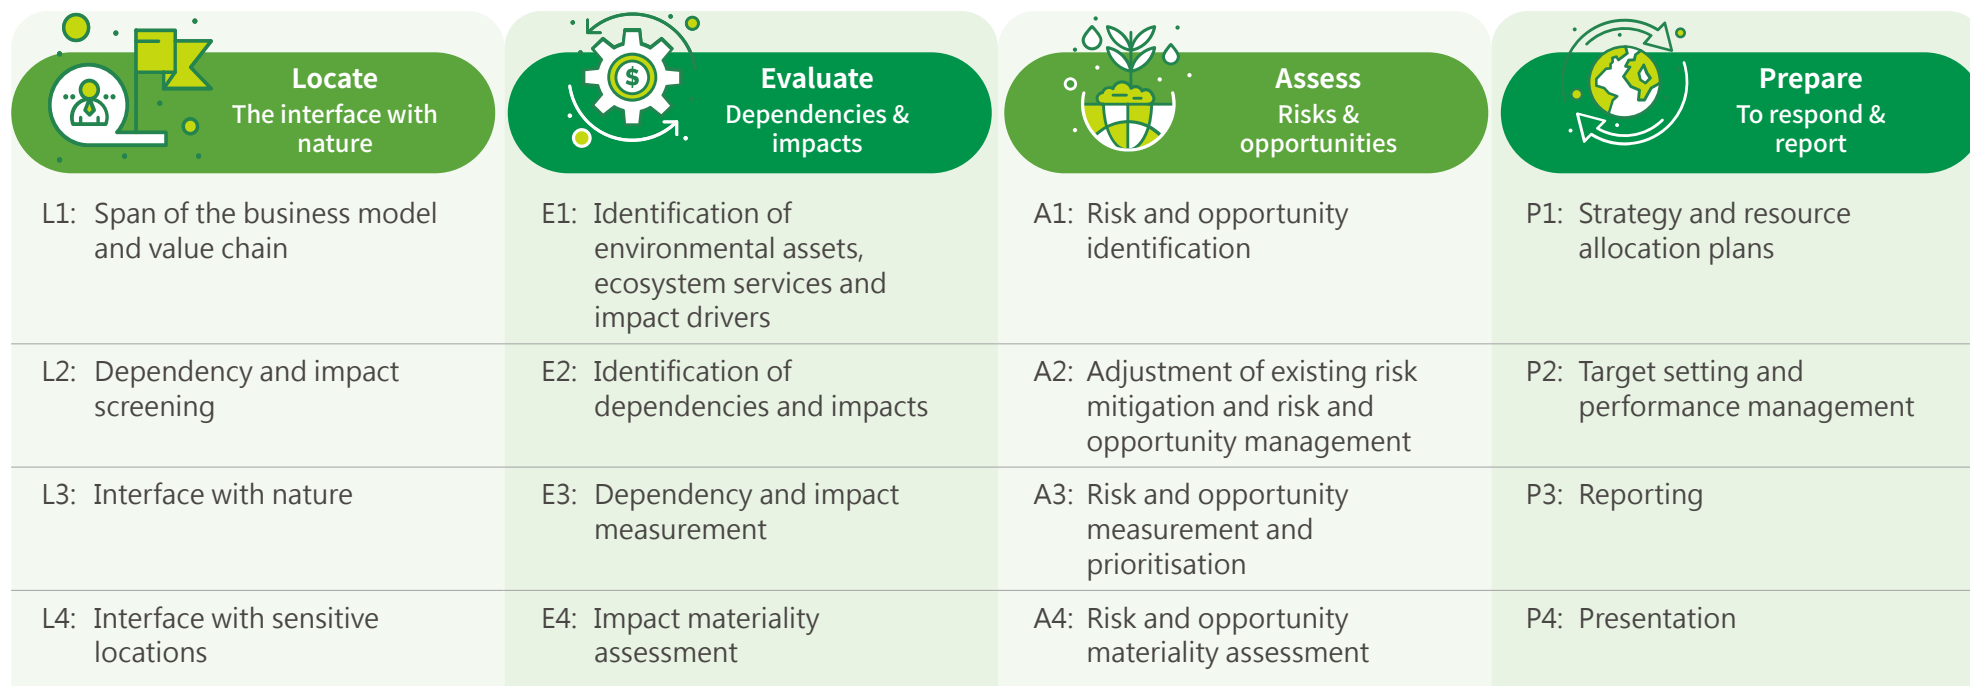 Locate
The interface with
nature
Evaluate
Dependencies &
impacts
$
Assess
Risks &
opportunities
Prepare
To respond &
report
L1: Span of the business model
and value chain
E1: Identification of
environmental assets,
ecosystem services and
impact drivers
A1: Risk and opportunity
identification
P1: Strategy and resource
allocation plans
L2: Dependency and impact
screening
E2: Identification of
dependencies and impacts
A2: Adjustment of existing risk
mitigation and risk and
opportunity management
P2: Target setting and
performance management
L3: Interface with nature
E3: Dependency and impact
measurement
A3: Risk and opportunity
measurement and
prioritisation
P3: Reporting
L4: Interface with sensitive
locations
E4: Impact materiality
assessment
A4: Risk and opportunity
materiality assessment
P4: Presentation